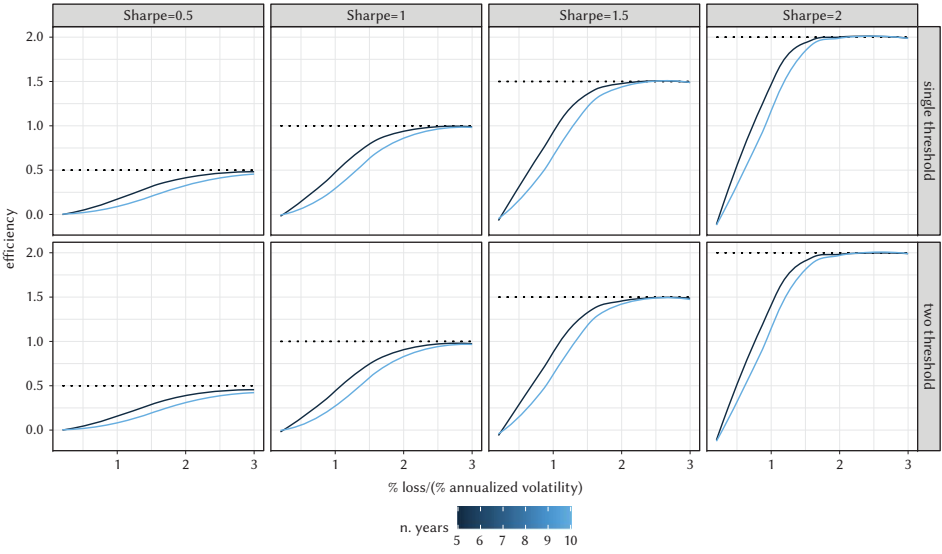 Sharpe=0.5 Sharpe=1 Sharpe=1.5 Sharpe=2
2.0
1.5
1.0
0.5
0.0
single threshold
efficiency
2.0
1.5
1.0
0.5
0.0
two threshold
1 2 3 1 2 3 1 2 3 1 2 3
% loss/(% annualized volatility)
n. years
5 6 7 8 9 10